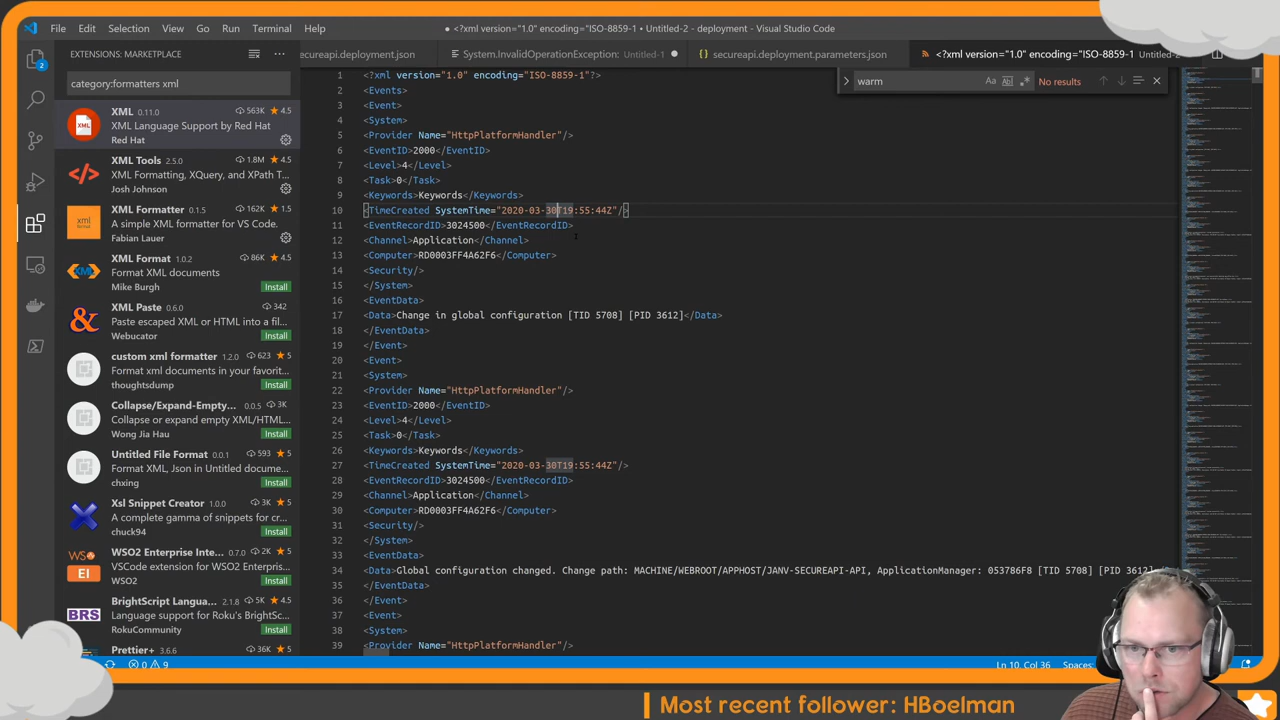 File Edit Selection View Go Run Terminal Help
● <?xml version="1.0" encoding="ISO-8859-1 • Untitled-2 - deployment - Visual Studio Code
EXTENSIONS: MARKETPLACE
secureapi.deployment.json
System.InvalidOperationException: Untitled-1
{} secureapi.deployment.parameters.json
<?xml version="1.0" encoding="ISO-8859-1
category:formatters xml
warm
Aa
No results
2
XML 0.11.0 563K ★ 4.5
XML Language Support by Red Hat
Red Hat
XML Tools 2.5.0 1.8M ★ 4.5
XML Formatting, XQuery, and XPath T...
Josh Johnson
XML Formatter 0.1.5 162K ★ 1.5
A simple XML formatter for VS Code.
Fabian Lauer
xml format
XML Format 1.0.2 86K ★ 4.5
Format XML documents
Mike Burgh Install
XML Paste 0.6.0 342
Paste escaped XML or HTML into a fil...
Webucator Install
custom xml formatter 1.2.0 623 ★ 5
Format xml documents in your favorit...
thoughtsdump Install
Collapse/Expand-Empty... 0.0.5 3K
Collapse or expand empty XML/HTML...
Wong Jia Hau Install
Untitled File Format 0.0.1 593 ★ 5
Format XML, Json in Untitled docume...
chxing Install
Xsl Snippet Creator 1.0.0 3K ★ 5
A complete gamma of snippets for cr...
chuck94 Install
WSO2 Enterprise Inte... 0.7.0 2K ★ 5
VSCode extension for WSO2 Enterpris...
WSO2 Install
WSO
EI
BrightScript Langua... 2.1.8 5K ★ 4.5
Language support for Roku's BrightSc...
RokuCommunity Install
BRS
Prettier+ 3.6.6 36K ★ 5
1 <?xml version="1.0" encoding="ISO-8859-1"?>
2 <Events>
3 <Event>
4 <System>
5 <Provider Name="HttpPlatformHandler"/>
6 <EventID>2000</EventID>
7 <Level>4</Level>
8 <Task>0</Task>
9 <Keywords>Keywords</Keywords>
10 <TimeCreated SystemTime="2020-03-30T19:55:44Z"/>
11 <EventRecordID>3024500</EventRecordID>
12 <Channel>Application</Channel>
13 </Computer>
14 <Security/>
15 </System>
16 <EventData>
17 <Data>Change in global configuration [TID 5708] [PID 3612]</Data>
18 </EventData>
19 </Event>
20 <Event>
21 <System>
22 <Provider Name="HttpPlatformHandler"/>
23 <EventID>2000</EventID>
24 <Level>4</Level>
25 <Task>0</Task>
26 <Keywords>Keywords</Keywords>
27 <TimeCreated SystemTime="2020-03-30T19:55:44Z"/>
28 <EventRecordID>3024500</EventRecordID>
29 <Channel>Application</Channel>
30 </Computer>
31 <Security/>
32 </System>
33 <EventData>
34 <Data>Global configuration changed. Change path: MACHINE/WEBROOT/APPHOST/JANV-SECUREAPI-API, ApplicationManager: 053786F8 [TID 5708] [PID 3612]
35 </EventData>
36 </Event>
37 <Event>
38 <System>
39 <Provider Name="HttpPlatformHandler"/>
0 9
Ln 10, Col 36 Spaces:
Most recent follower: HBoelman